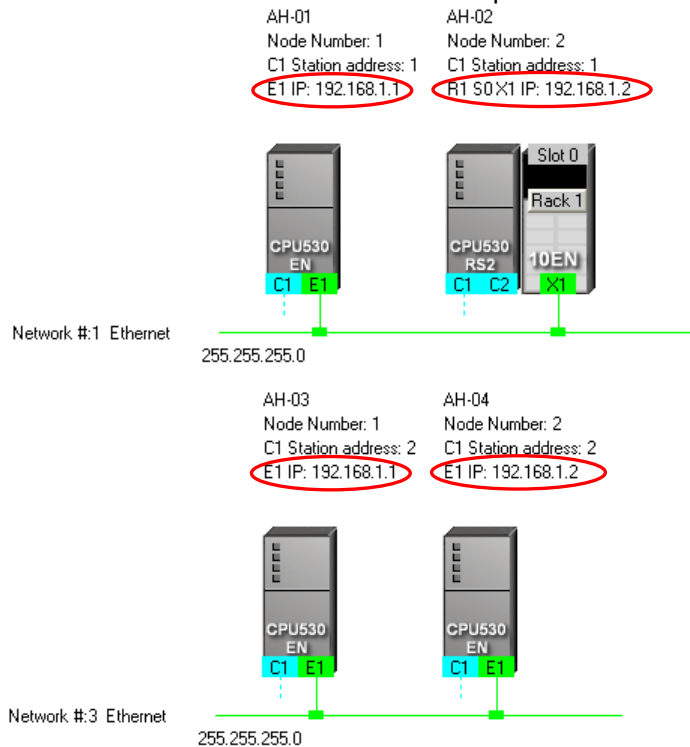 AH-01
Node Number: 1
C1 Station address: 1
E1 IP: 192.168.1.1
AH-02
Node Number: 2
C1 Station address: 1
R1 S0 X1 IP: 192.168.1.2
CPU530
EN
C1 E1
CPU530
RS2
C1 C2
Slot 0
Rack 1
10EN
X1
Network #:1 Ethernet
255.255.255.0
AH-03
Node Number: 1
C1 Station address: 2
E1 IP: 192.168.1.1
AH-04
Node Number: 2
C1 Station address: 2
E1 IP: 192.168.1.2
CPU530
EN
C1 E1
CPU530
EN
C1 E1
Network #:3 Ethernet
255.255.255.0